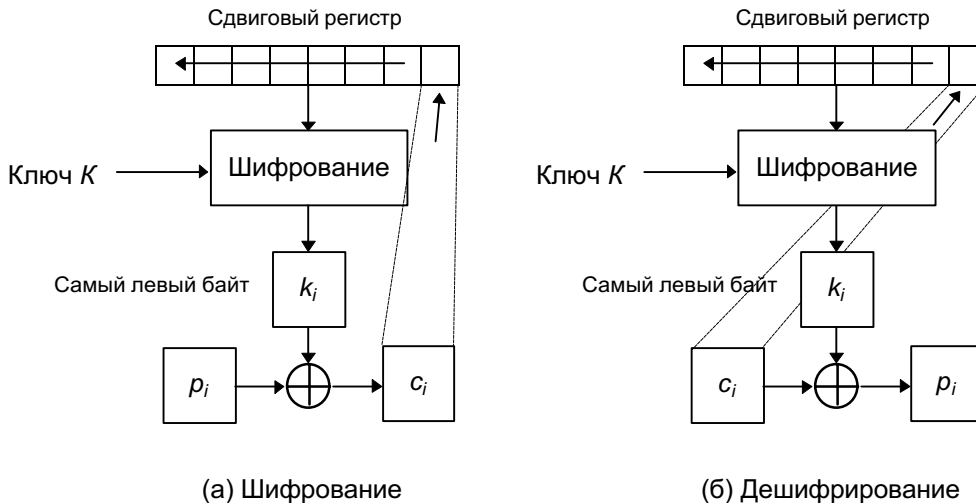 Сдвиговый регистр
Шифрование
Ключ K
Самый левый байт
kᵢ
pᵢ
cᵢ
(а) Шифрование
Сдвиговый регистр
Шифрование
Ключ K
Самый левый байт
kᵢ
cᵢ
pᵢ
(б) Дешифрирование